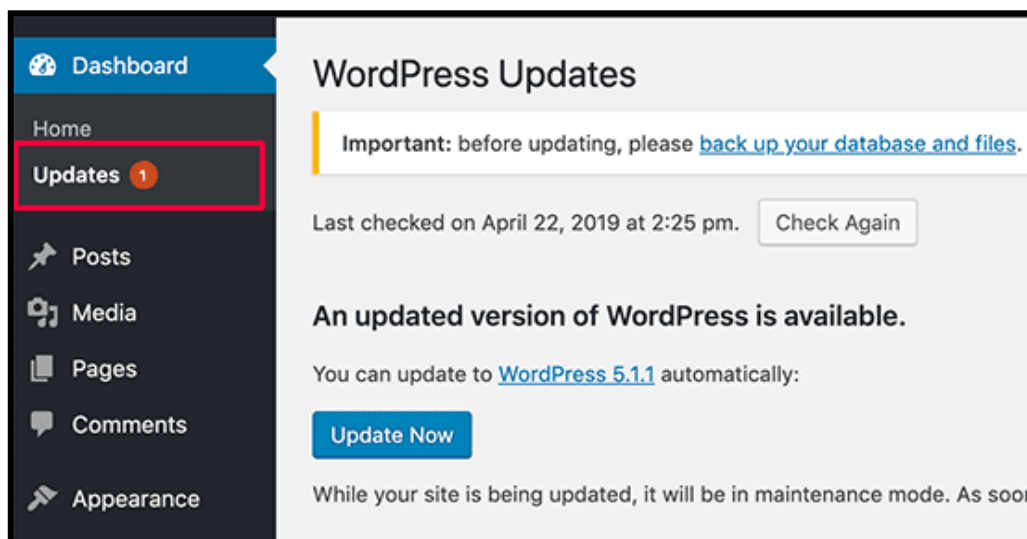 Dashboard
Home
Updates 1
Posts
Media
Pages
Comments
Appearance
WordPress Updates
Important: before updating, please back up your database and files.
Last checked on April 22, 2019 at 2:25 pm. Check Again
An updated version of WordPress is available.
You can update to WordPress 5.1.1 automatically:
Update Now
While your site is being updated, it will be in maintenance mode. As